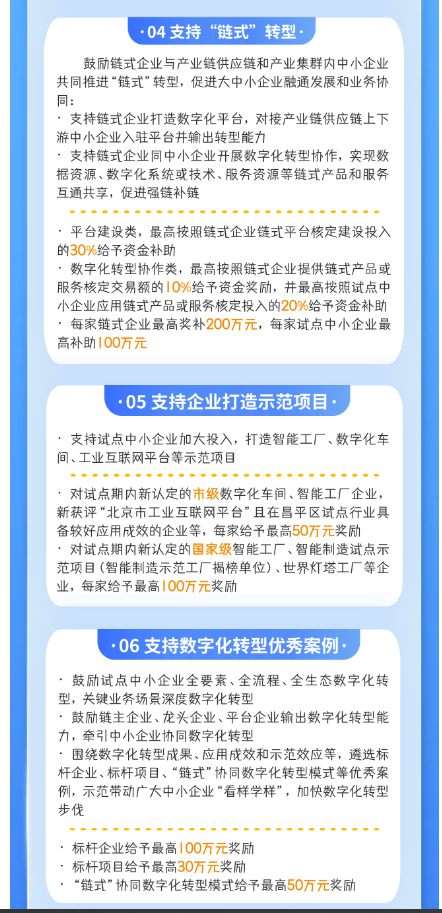 ·04 支持“链式”转型·
鼓励链式企业与产业链供应链和产业集群内中小企业
共同推进“链式”转型，促进大中小企业融通发展和业务协
同：
· 支持链式企业打造数字化平台，对接产业链供应链上下
游中小企业入驻平台并输出转型能力
· 支持链式企业同中小企业开展数字化转型协作，实现数
据资源、数字化系统或技术、服务资源等链式产品和服务
互通共享，促进强链补链
· 平台建设类，最高按照链式企业链式平台核定建设投入
的30%给予资金补助
· 数字化转型协作类，最高按照链式企业提供链式产品或
服务核定交易额的10%给予资金奖励，并最高按照试点中
小企业应用链式产品或服务核定投入的20%给予资金补助
· 每家链式企业最高奖补200万元，每家试点中小企业最
高补助100万元
·05 支持企业打造示范项目·
· 支持试点中小企业加大投入，打造智能工厂、数字化车
间、工业互联网平台等示范项目
· 对试点期内新认定的市级数字化车间、智能工厂企业，
新获评“北京市工业互联网平台”且在昌平区试点行业具
备较好应用成效的企业等，每家给予最高50万元奖励
· 对试点期内新认定的国家级智能工厂、智能制造试点示
范项目（智能制造示范工厂揭榜单位）、世界灯塔工厂等企
业，每家给予最高100万元奖励
·06 支持数字化转型优秀案例·
· 鼓励试点中小企业全要素、全流程、全生态数字化转
型，关键业务场景深度数字化转型
· 鼓励链主企业、龙头企业、平台企业输出数字化转型能
力，牵引中小企业协同数字化转型
· 围绕数字化转型成果、应用成效和示范效应等，遴选标
杆企业、标杆项目、“链式”协同数字化转型模式等优秀案
例，示范带动广大中小企业“看样学样”，加快数字化转型
步伐
· 标杆企业给予最高100万元奖励
· 标杆项目给予最高30万元奖励
· “链式”协同数字化转型模式给予最高50万元奖励